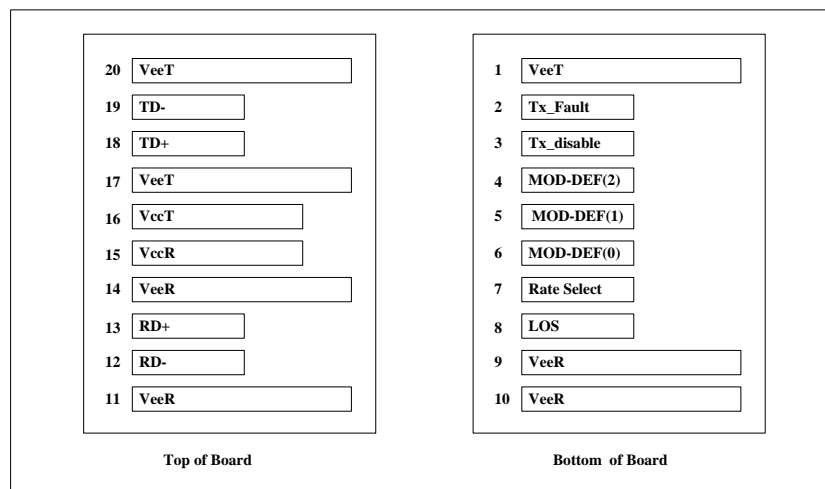 20 VeeT
19 TD-
18 TD+
17 VeeT
16 VccT
15 VccR
14 VeeR
13 RD+
12 RD-
11 VeeR
Top of Board
1 VeeT
2 Tx_Fault
3 Tx_disable
4 MOD-DEF(2)
5 MOD-DEF(1)
6 MOD-DEF(0)
7 Rate Select
8 LOS
9 VeeR
10 VeeR
Bottom of Board